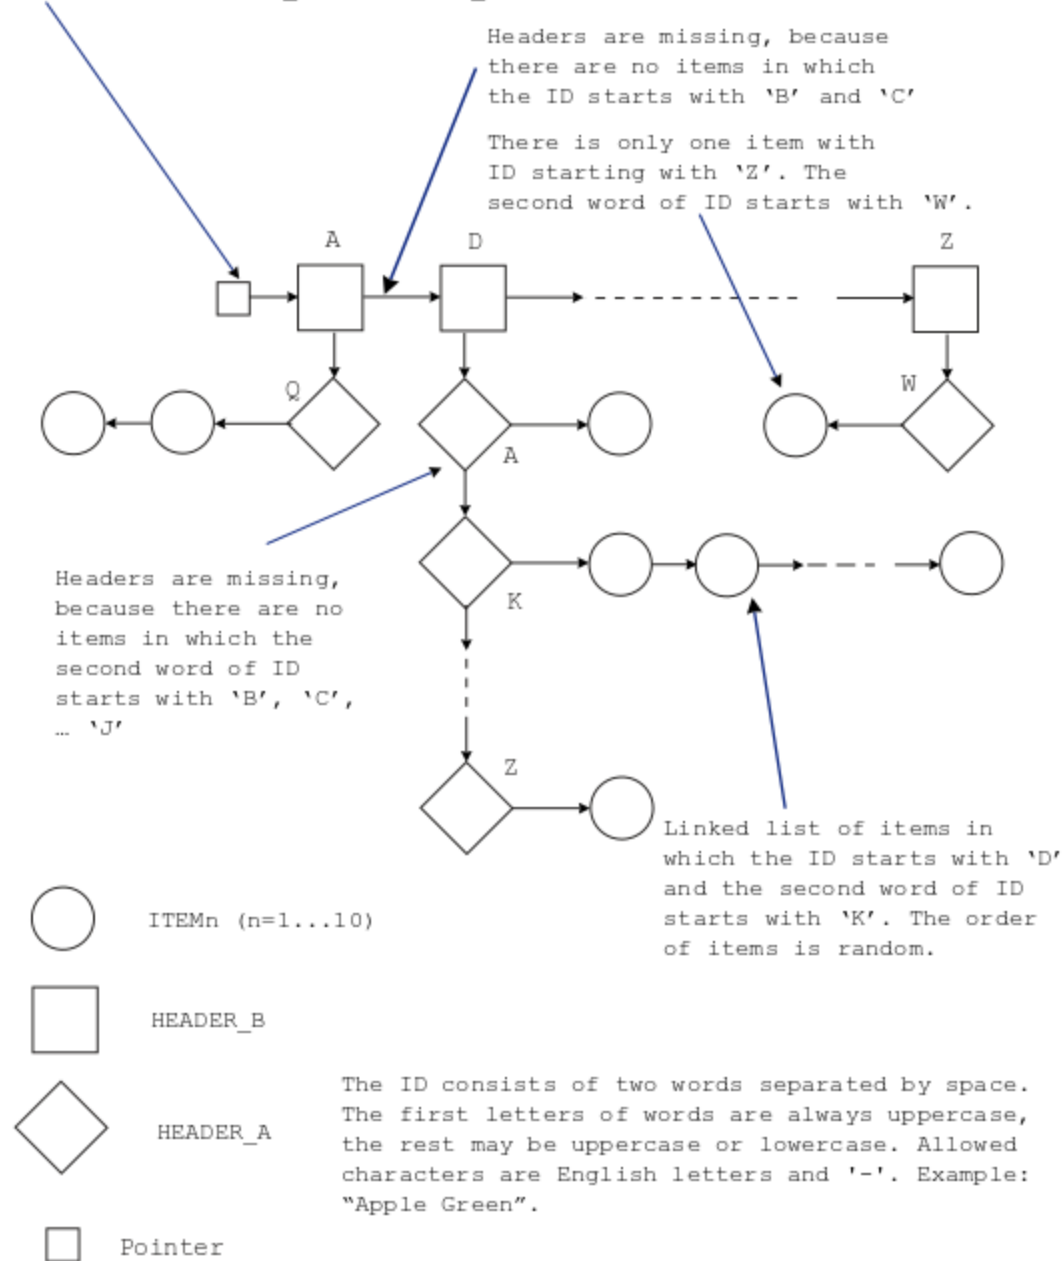 Headers are missing, because
there are no items in which
the ID starts with ‘B’ and ‘C’
There is only one item with
ID starting with ‘Z’. The
second word of ID starts with ‘W’.
A
D
Z
Q
W
A
K
Headers are missing,
because there are no
items in which the
second word of ID
starts with ‘B’, ‘C’,
… ‘J’
Z
Linked list of items in
which the ID starts with ‘D’
and the second word of ID
starts with ‘K’. The order
of items is random.
ITEMn (n=1...10)
HEADER_B
HEADER_A
The ID consists of two words separated by space.
The first letters of words are always uppercase,
the rest may be uppercase or lowercase. Allowed
characters are English letters and '-'. Example:
“Apple Green”.
Pointer